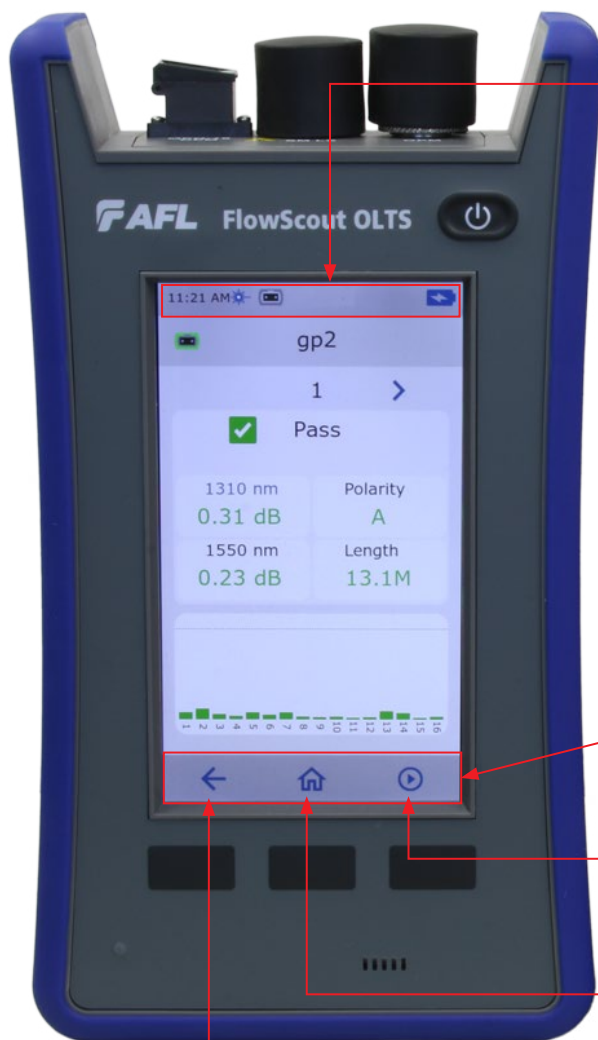 AFL FlowScout OLTS
11:21 AM
gp2
1
Pass
1310 nm
0.31 dB
Polarity
A
1550 nm
0.23 dB
Length
13.1M
1 2 3 4 5 6 7 8 9 10 11 12 13 14 15 16